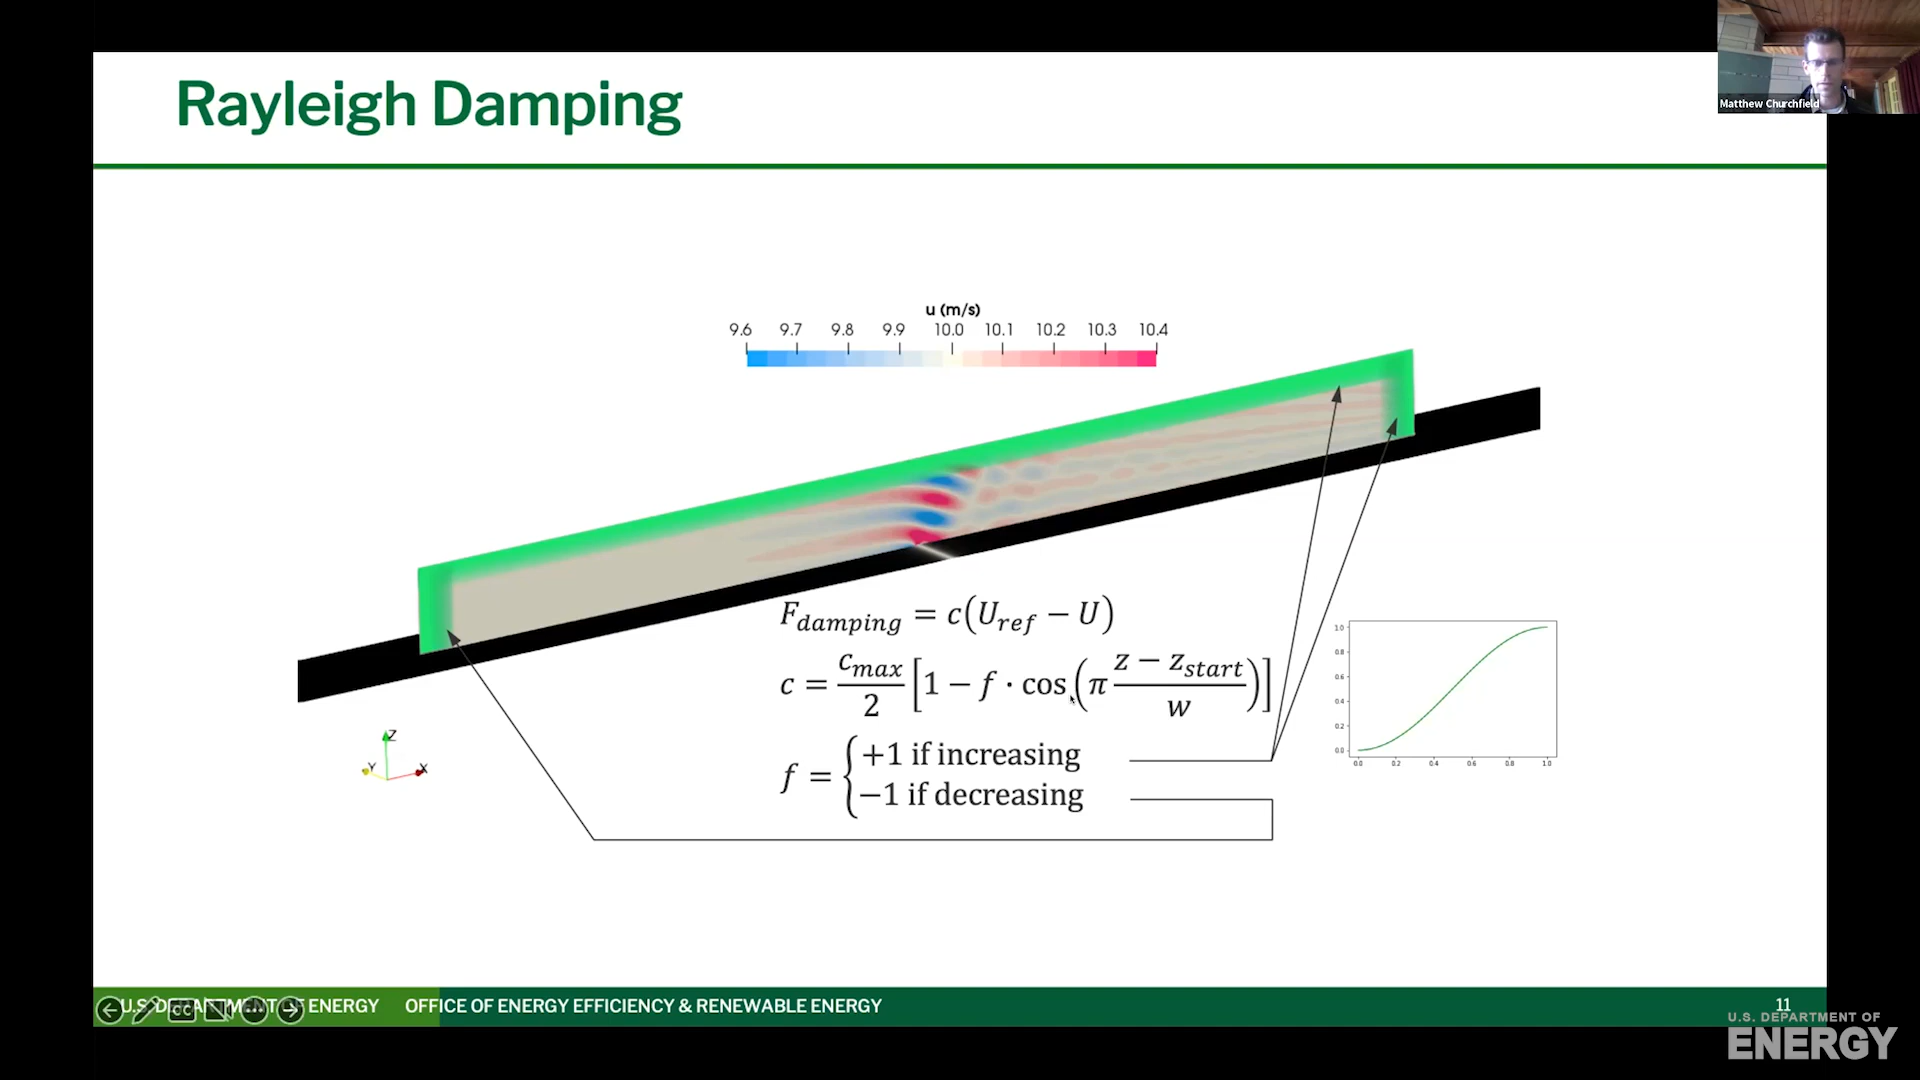 Matthew Churchfield
Rayleigh Damping
u (m/s)
9.6 9.7 9.8 9.9 10.0 10.1 10.2 10.3 10.4
F_damping = c(U_ref − U)
c = c_max/2 [1 − f · cos(π (z − z_start)/w)]
f = { +1 if increasing
−1 if decreasing
1.0
0.8
0.6
0.4
0.2
0.0
0.0 0.2 0.4 0.6 0.8 1.0
Z
Y
X
U.S. DEPARTMENT OF ENERGY OFFICE OF ENERGY EFFICIENCY & RENEWABLE ENERGY
11
U.S. DEPARTMENT OF
ENERGY